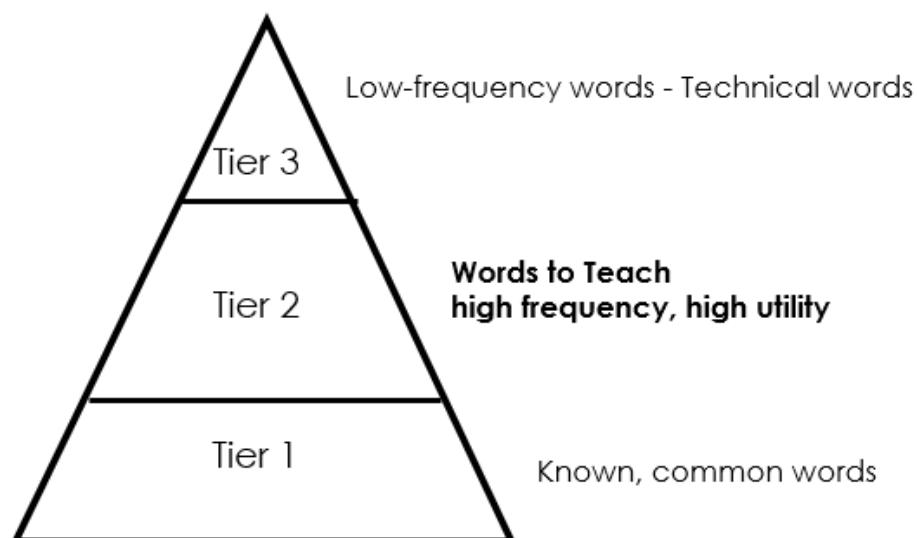 Low-frequency words - Technical words
Tier 3
Words to Teach
high frequency, high utility
Tier 2
Tier 1
Known, common words